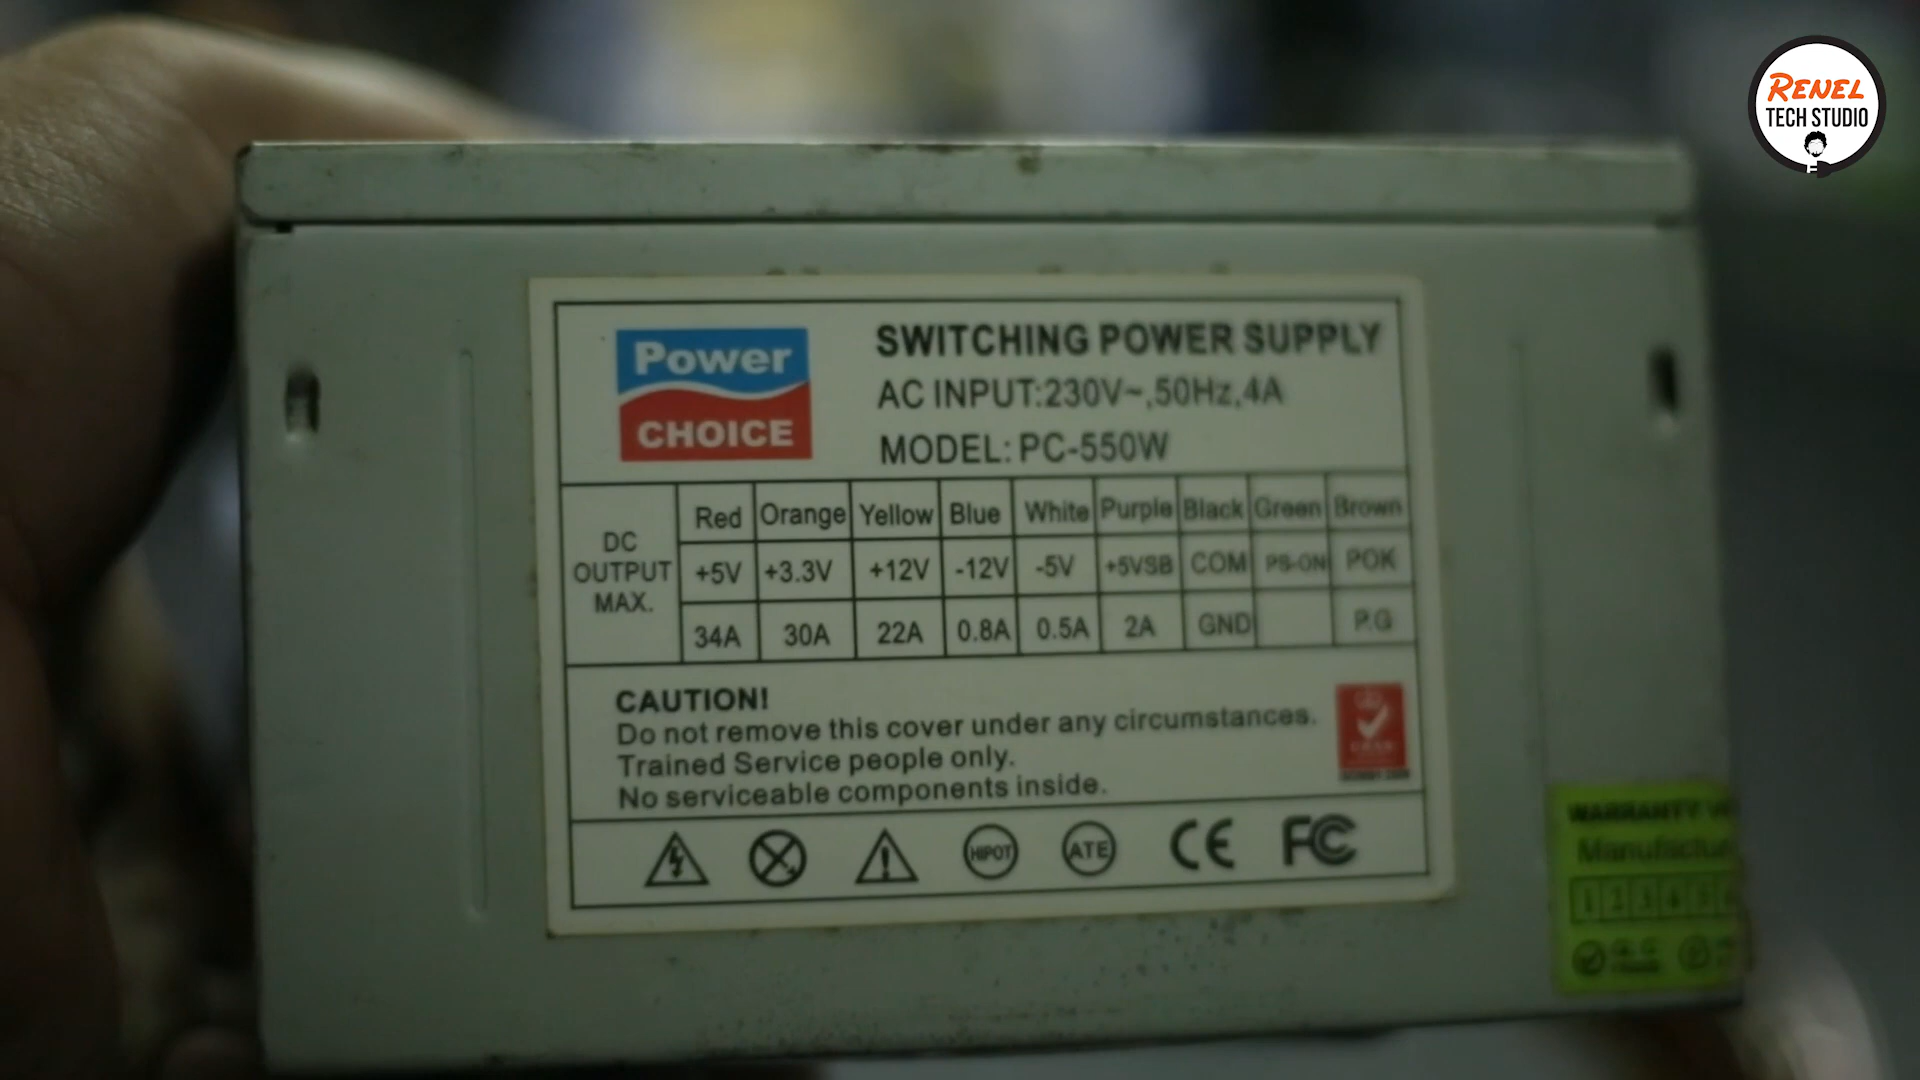 RENEL
TECH STUDIO
Power
CHOICE
SWITCHING POWER SUPPLY
AC INPUT:230V~,50Hz,4A
MODEL: PC-550W
DC OUTPUT MAX.
Red Orange Yellow Blue White Purple Black Green Brown
+5V +3.3V +12V -12V -5V +5VSB COM PS-ON POK
34A 30A 22A 0.8A 0.5A 2A GND P.G
CAUTION!
Do not remove this cover under any circumstances.
Trained Service people only.
No serviceable components inside.
HIPOT ATE CE FC
WARRANTY
1 2 3 4 5